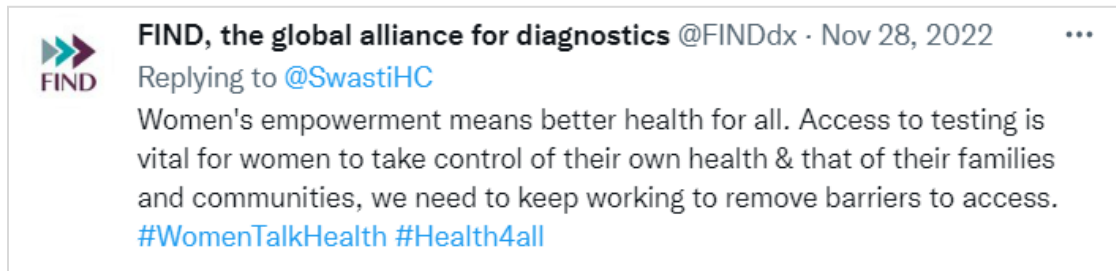 FIND, the global alliance for diagnostics @FINDdx · Nov 28, 2022 ···
FIND
Replying to @SwastiHC
Women's empowerment means better health for all. Access to testing is
vital for women to take control of their own health & that of their families
and communities, we need to keep working to remove barriers to access.
#WomenTalkHealth #Health4all